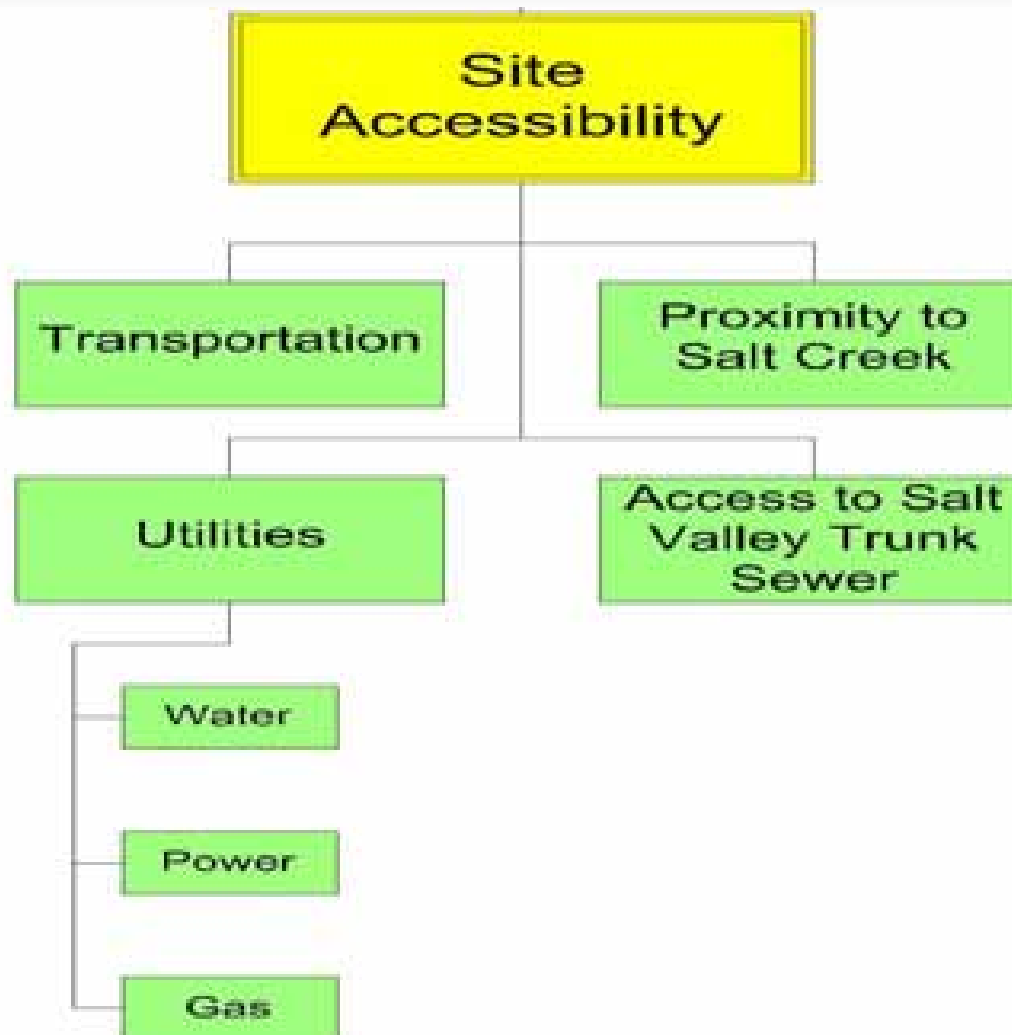 Site
Accessibility
Transportation
Proximity to
Salt Creek
Utilities
Access to Salt
Valley Trunk
Sewer
Water
Power
Gas